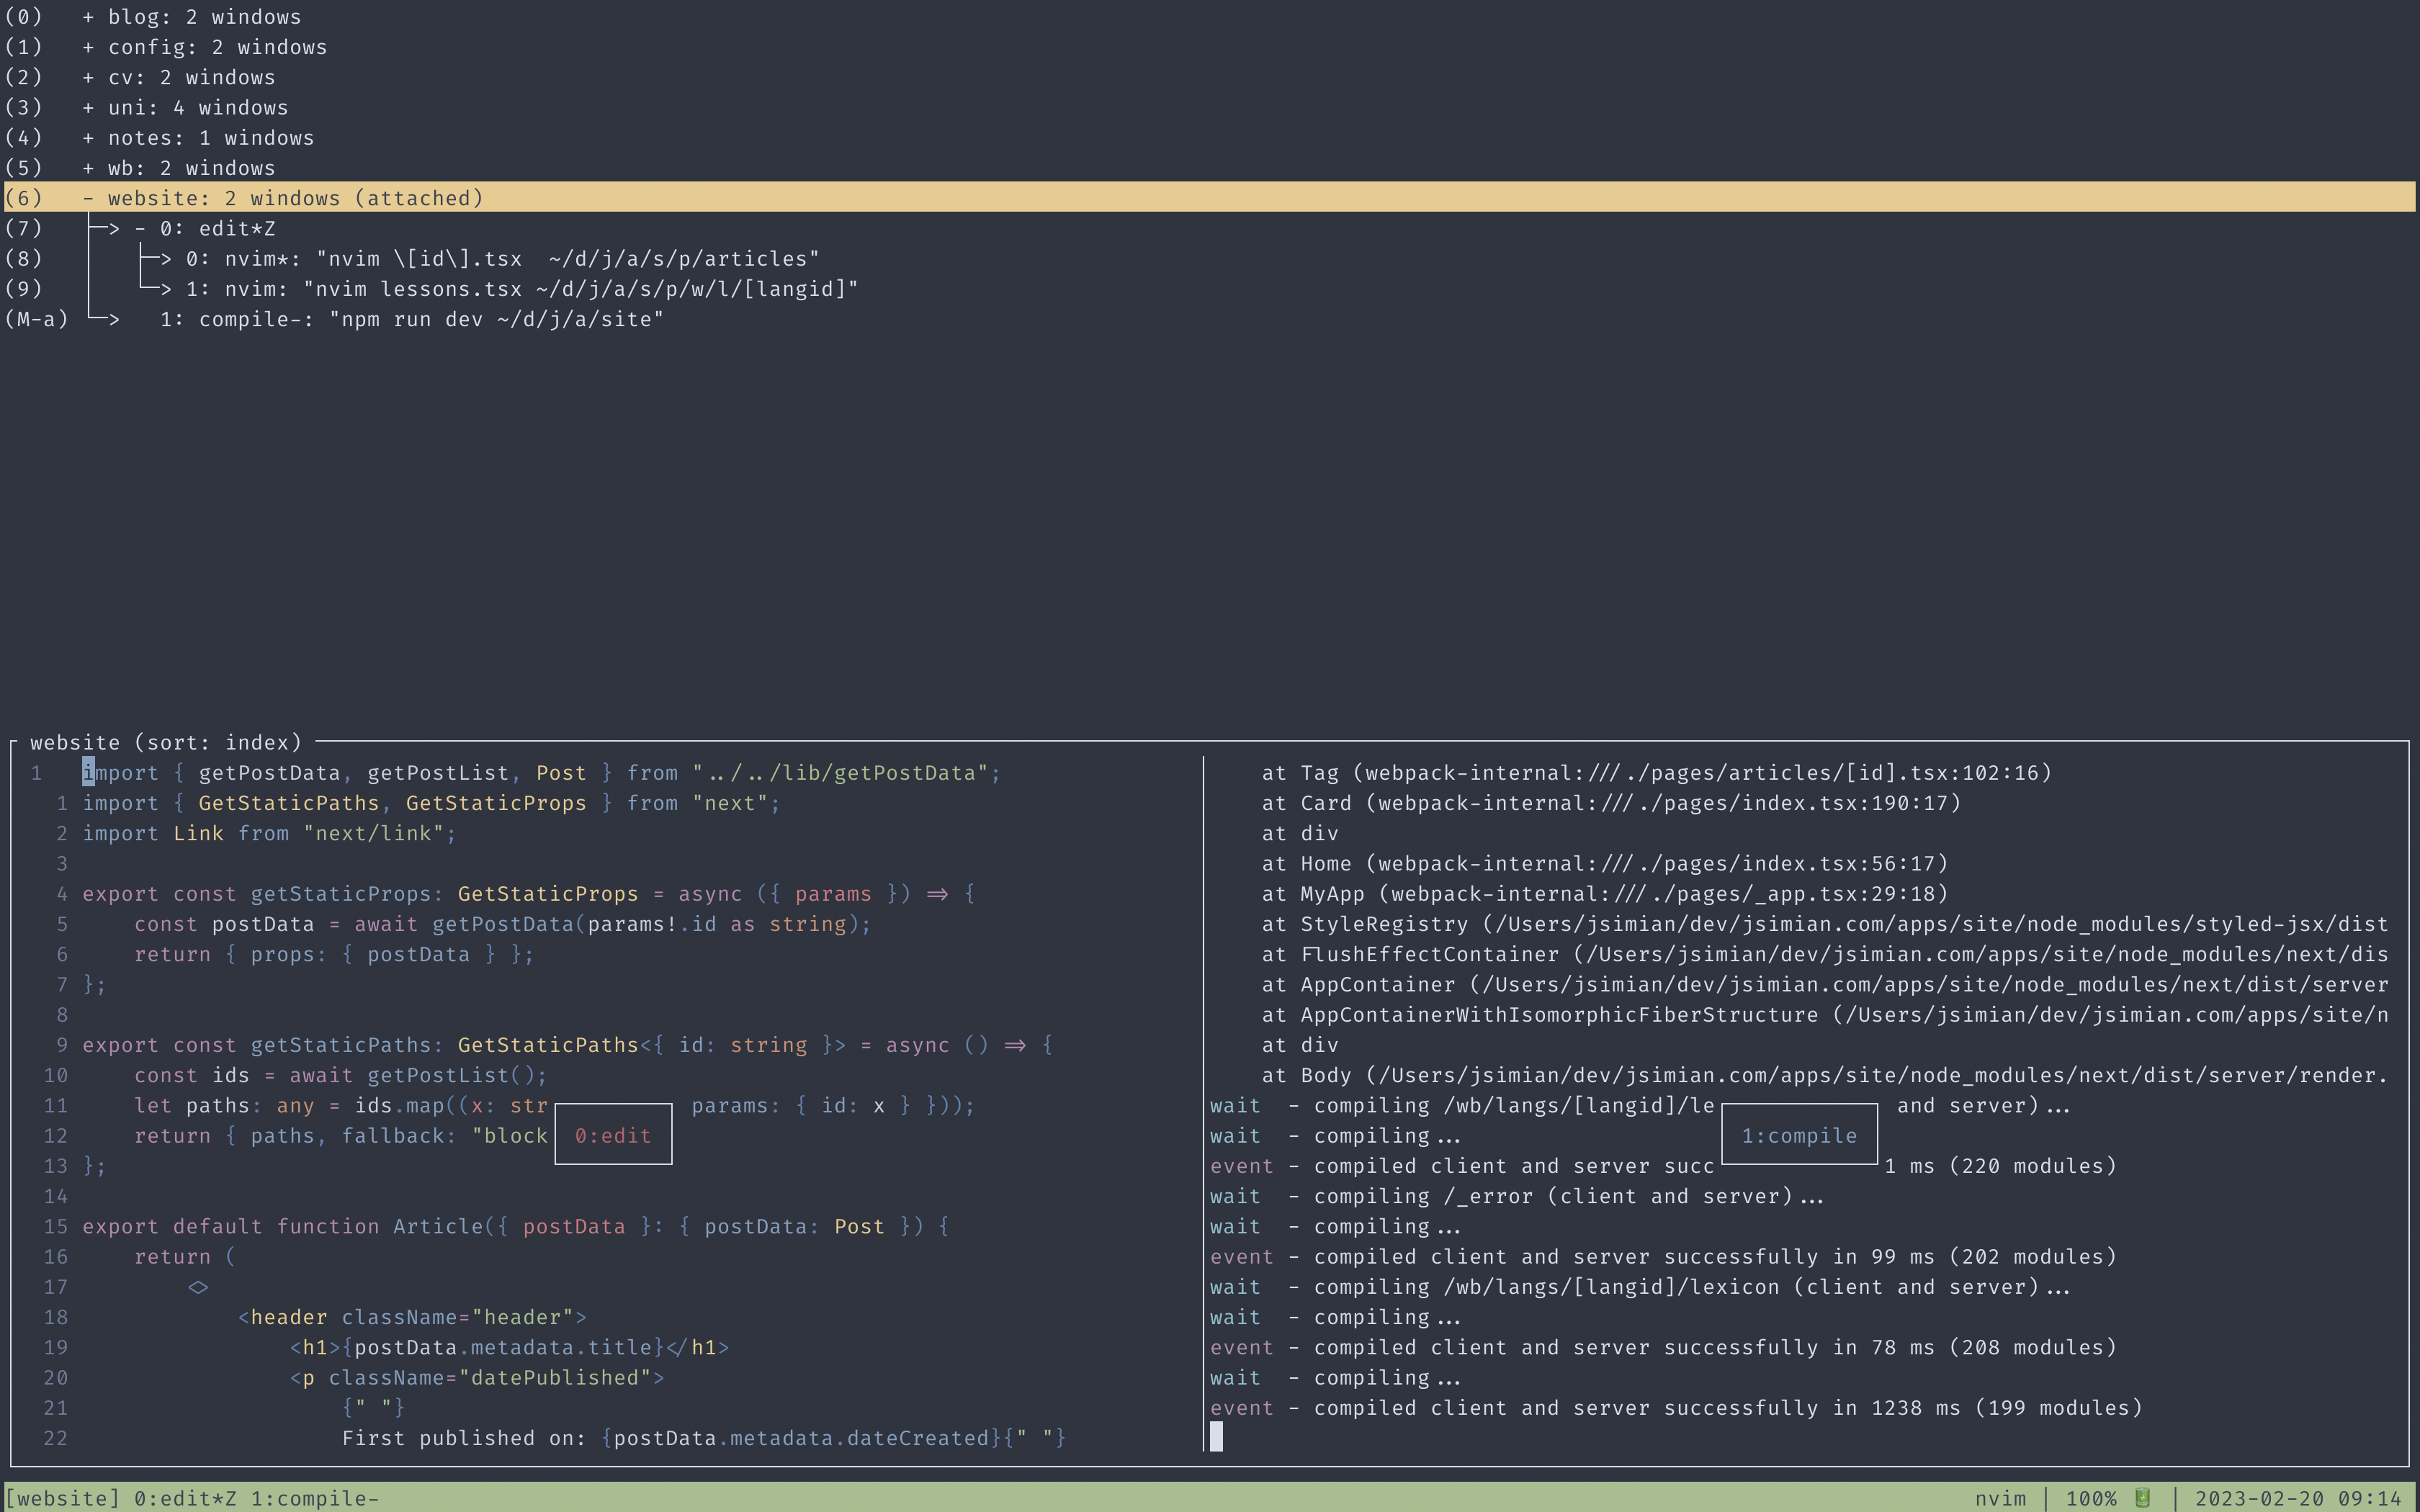 (0) + blog: 2 windows
(1) + config: 2 windows
(2) + cv: 2 windows
(3) + uni: 4 windows
(4) + notes: 1 windows
(5) + wb: 2 windows
(6) - website: 2 windows (attached)
(7) ├─> - 0: edit*Z
(8) │ ├─> 0: nvim*: "nvim \[id\].tsx  ~/d/j/a/s/p/articles"
(9) │ └─> 1: nvim: "nvim lessons.tsx ~/d/j/a/s/p/w/l/[langid]"
(M-a) └─> 1: compile-: "npm run dev ~/d/j/a/site"
website (sort: index)
1 import { getPostData, getPostList, Post } from "../../lib/getPostData";
1 import { GetStaticPaths, GetStaticProps } from "next";
2 import Link from "next/link";
3
4 export const getStaticProps: GetStaticProps = async ({ params }) => {
5     const postData = await getPostData(params!.id as string);
6     return { props: { postData } };
7 };
8
9 export const getStaticPaths: GetStaticPaths<{ id: string }> = async () => {
10     const ids = await getPostList();
11     let paths: any = ids.map((x: str params: { id: x } }));
12     return { paths, fallback: "block
0:edit
13 };
14
15 export default function Article({ postData }: { postData: Post }) {
16     return (
17         <>
18             <header className="header">
19                 <h1>{postData.metadata.title}</h1>
20                 <p className="datePublished">
21                     {" "}
22                     First published on: {postData.metadata.dateCreated}{" "}
at Tag (webpack-internal:///./pages/articles/[id].tsx:102:16)
at Card (webpack-internal:///./pages/index.tsx:190:17)
at div
at Home (webpack-internal:///./pages/index.tsx:56:17)
at MyApp (webpack-internal:///./pages/_app.tsx:29:18)
at StyleRegistry (/Users/jsimian/dev/jsimian.com/apps/site/node_modules/styled-jsx/dist
at FlushEffectContainer (/Users/jsimian/dev/jsimian.com/apps/site/node_modules/next/dis
at AppContainer (/Users/jsimian/dev/jsimian.com/apps/site/node_modules/next/dist/server
at AppContainerWithIsomorphicFiberStructure (/Users/jsimian/dev/jsimian.com/apps/site/n
at div
at Body (/Users/jsimian/dev/jsimian.com/apps/site/node_modules/next/dist/server/render.
wait  - compiling /wb/langs/[langid]/le and server)...
wait  - compiling...
1:compile
event - compiled client and server succ 1 ms (220 modules)
wait  - compiling /_error (client and server)...
wait  - compiling...
event - compiled client and server successfully in 99 ms (202 modules)
wait  - compiling /wb/langs/[langid]/lexicon (client and server)...
wait  - compiling...
event - compiled client and server successfully in 78 ms (208 modules)
wait  - compiling...
event - compiled client and server successfully in 1238 ms (199 modules)
[website] 0:edit*Z 1:compile-
nvim | 100% | 2023-02-20 09:14